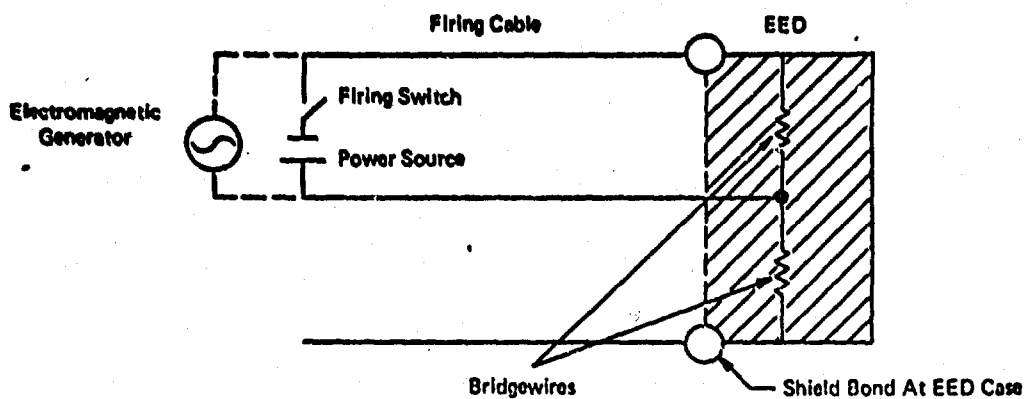 Firing Cable
EED
Electromagnetic
Generator
Firing Switch
Power Source
Bridgewires
Shield Bond At EED Case